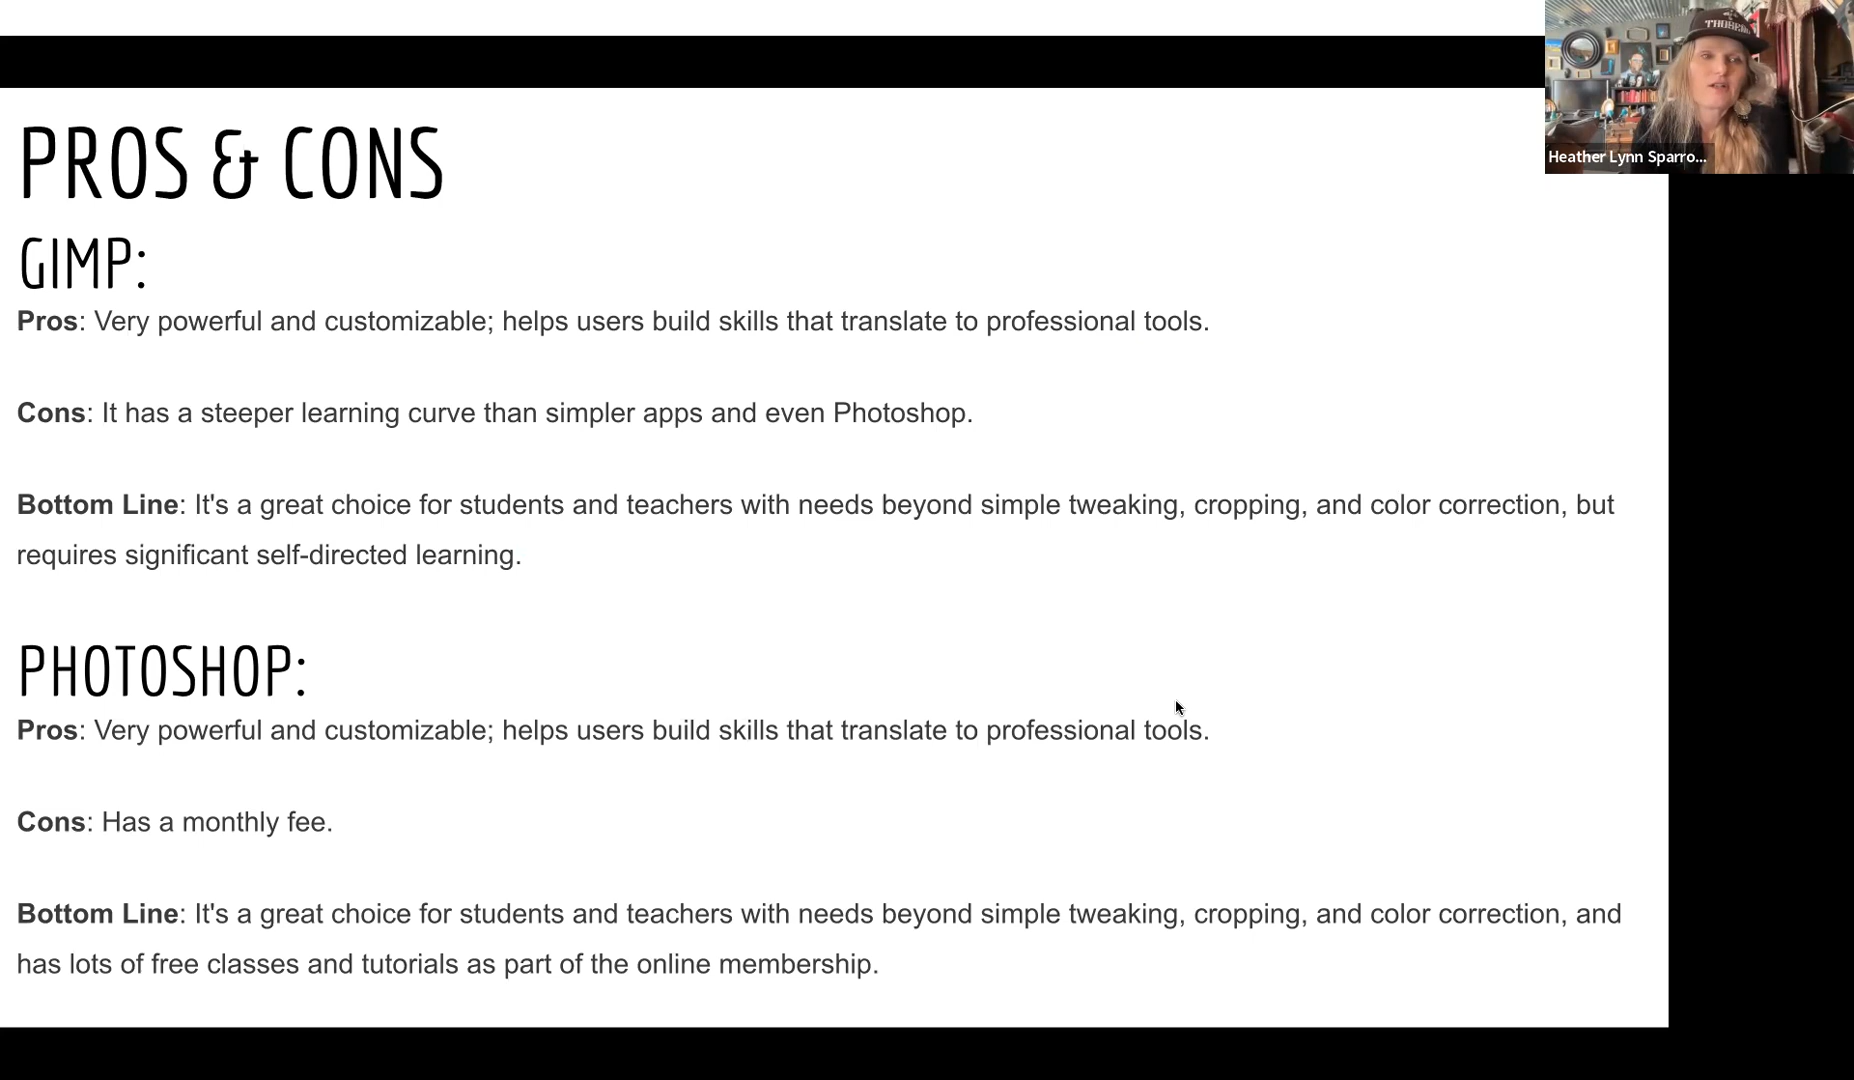 PROS & CONS
GIMP:
Pros: Very powerful and customizable; helps users build skills that translate to professional tools.
Cons: It has a steeper learning curve than simpler apps and even Photoshop.
Bottom Line: It's a great choice for students and teachers with needs beyond simple tweaking, cropping, and color correction, but
requires significant self-directed learning.
PHOTOSHOP:
Pros: Very powerful and customizable; helps users build skills that translate to professional tools.
Cons: Has a monthly fee.
Bottom Line: It's a great choice for students and teachers with needs beyond simple tweaking, cropping, and color correction, and
has lots of free classes and tutorials as part of the online membership.
Heather Lynn Sparro...